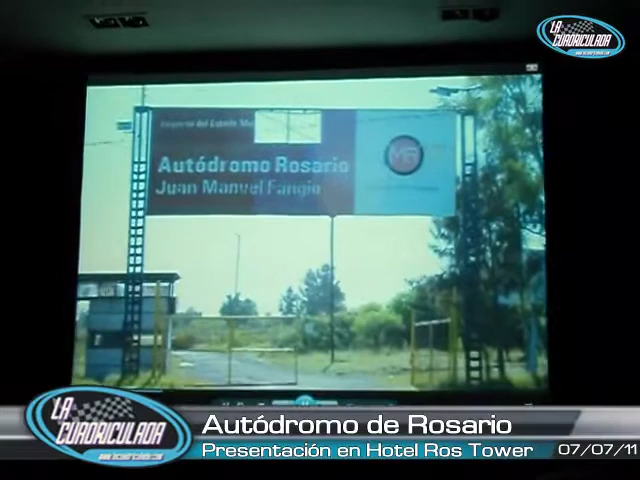 LA
CUADRICULADA
Autódromo Rosario
Juan Manuel Fangio
MR
LA
CUADRICULADA
Autódromo de Rosario
Presentación en Hotel Ros Tower
07/07/11